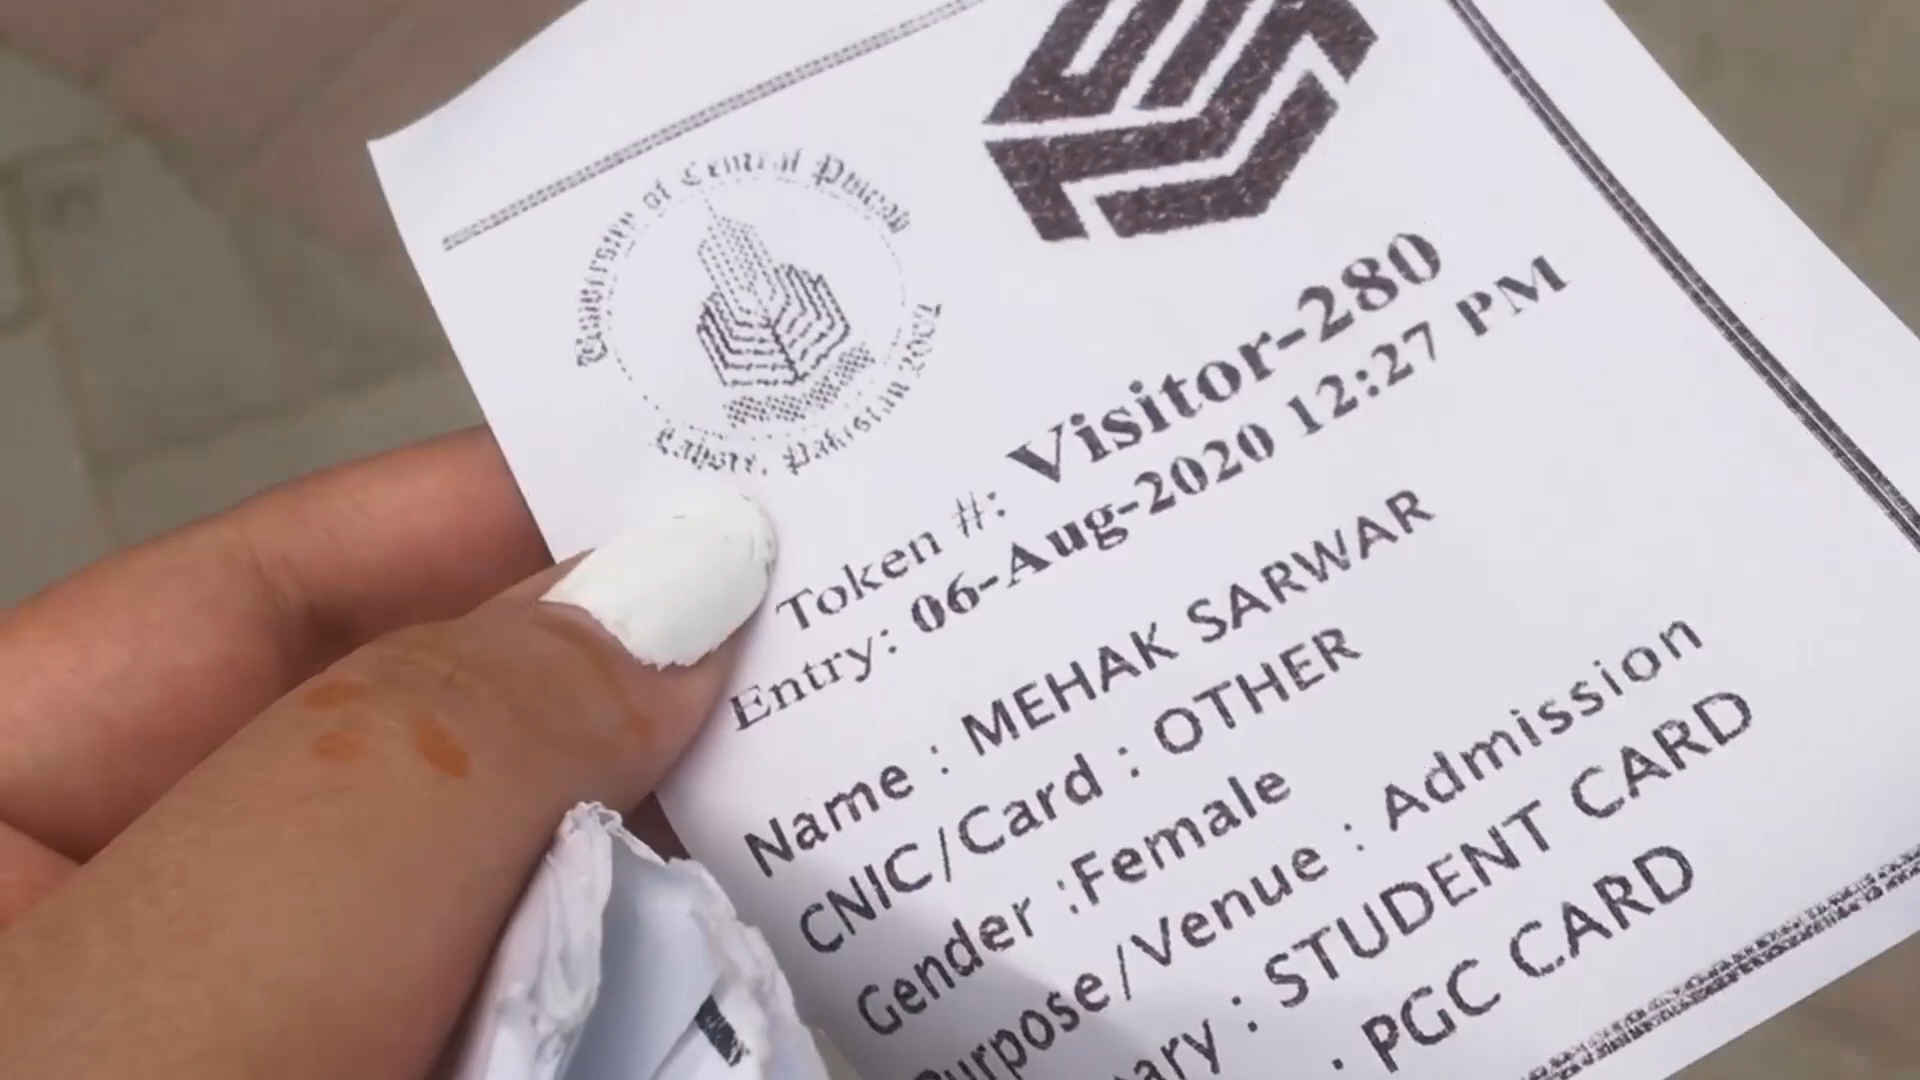 University of Central Punjab
Lahore, Pakistan 2002
Token #: Visitor-280
Entry: 06-Aug-2020 12:27 PM
Name : MEHAK SARWAR
CNIC/Card : OTHER
Gender :Female
Purpose/Venue : Admission
: STUDENT CARD
: PGC CARD